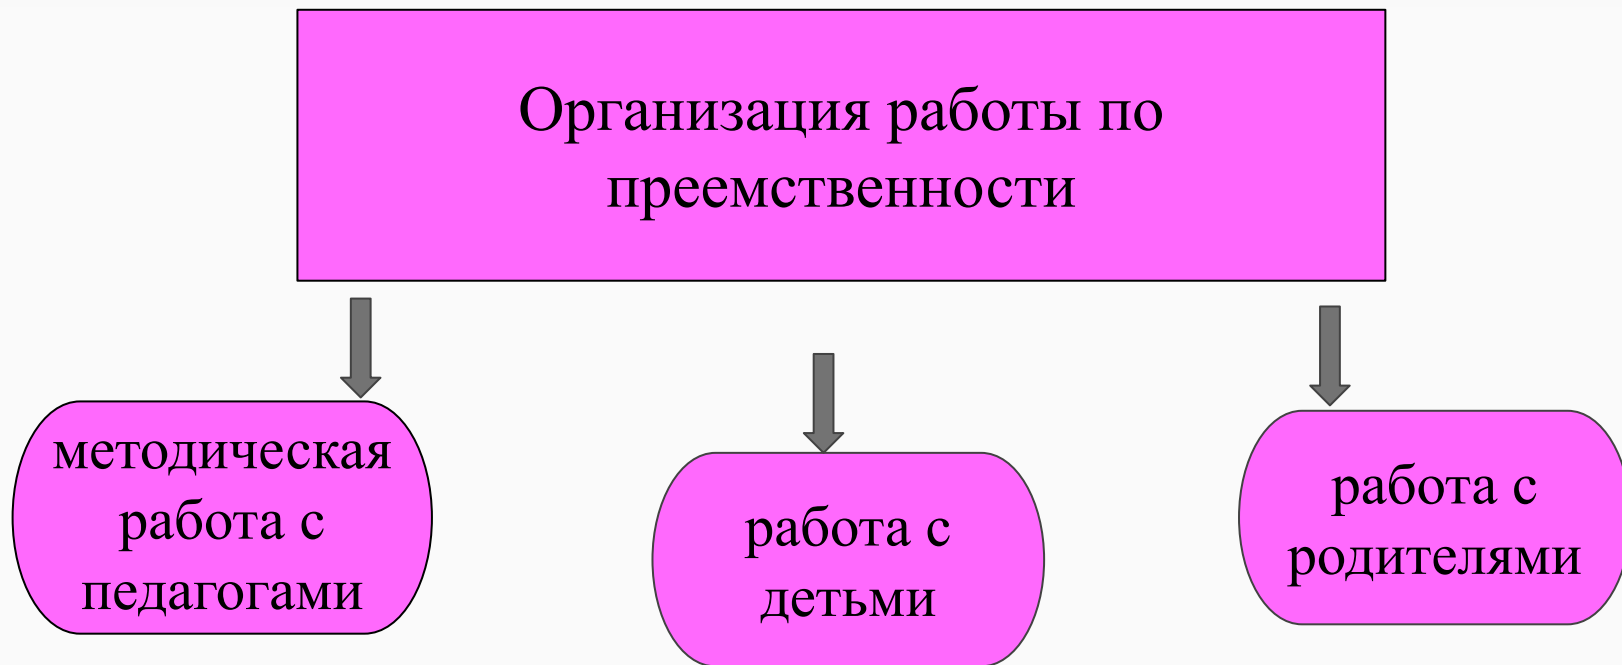 Организация работы по
преемственности
методическая
работа с
педагогами
работа с
детьми
работа с
родителями